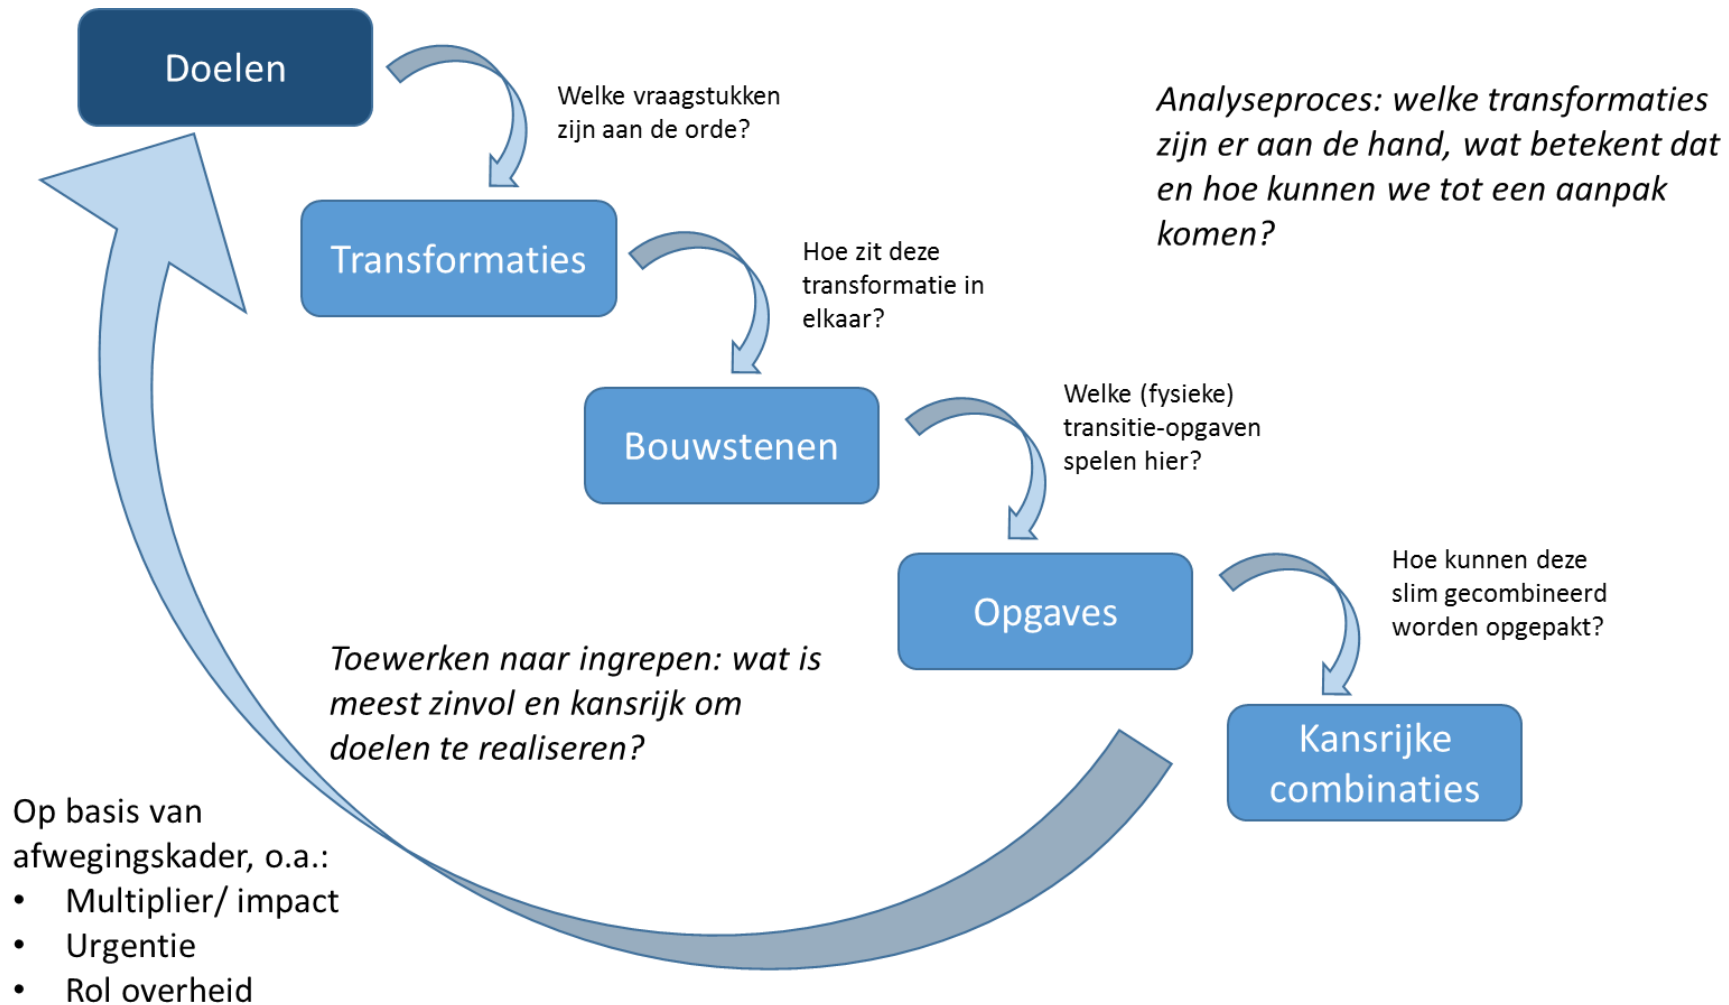 Doelen
Welke vraagstukken
zijn aan de orde?
Analyseproces: welke transformaties
zijn er aan de hand, wat betekent dat
en hoe kunnen we tot een aanpak
komen?
Transformaties
Hoe zit deze
transformatie in
elkaar?
Bouwstenen
Welke (fysieke)
transitie-opgaven
spelen hier?
Opgaves
Hoe kunnen deze
slim gecombineerd
worden opgepakt?
Kansrijke
combinaties
Toewerken naar ingrepen: wat is
meest zinvol en kansrijk om
doelen te realiseren?
Op basis van
afwegingskader, o.a.:
• Multiplier/ impact
• Urgentie
• Rol overheid